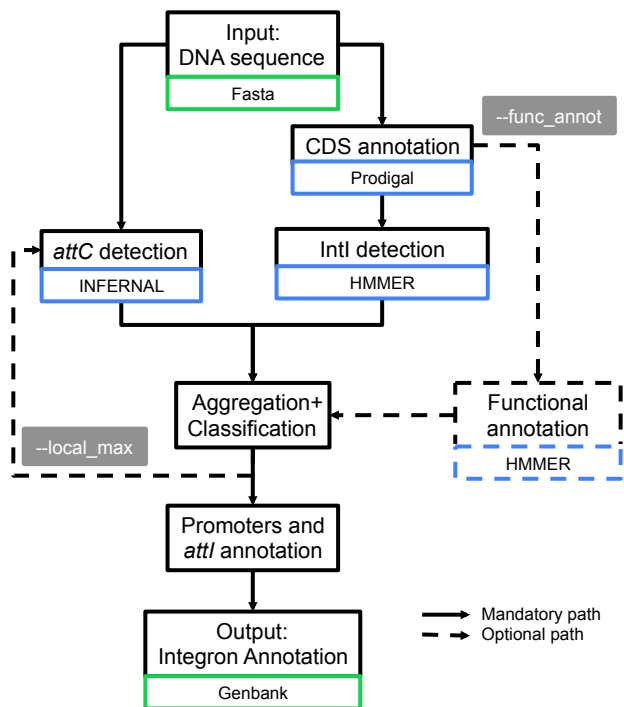 Input:
DNA sequence
Fasta
--func_annot
CDS annotation
Prodigal
attC detection
INFERNAL
IntI detection
HMMER
Aggregation+
Classification
Functional
annotation
HMMER
--local_max
Promoters and
attI annotation
Output:
Integron Annotation
Genbank
Mandatory path
Optional path